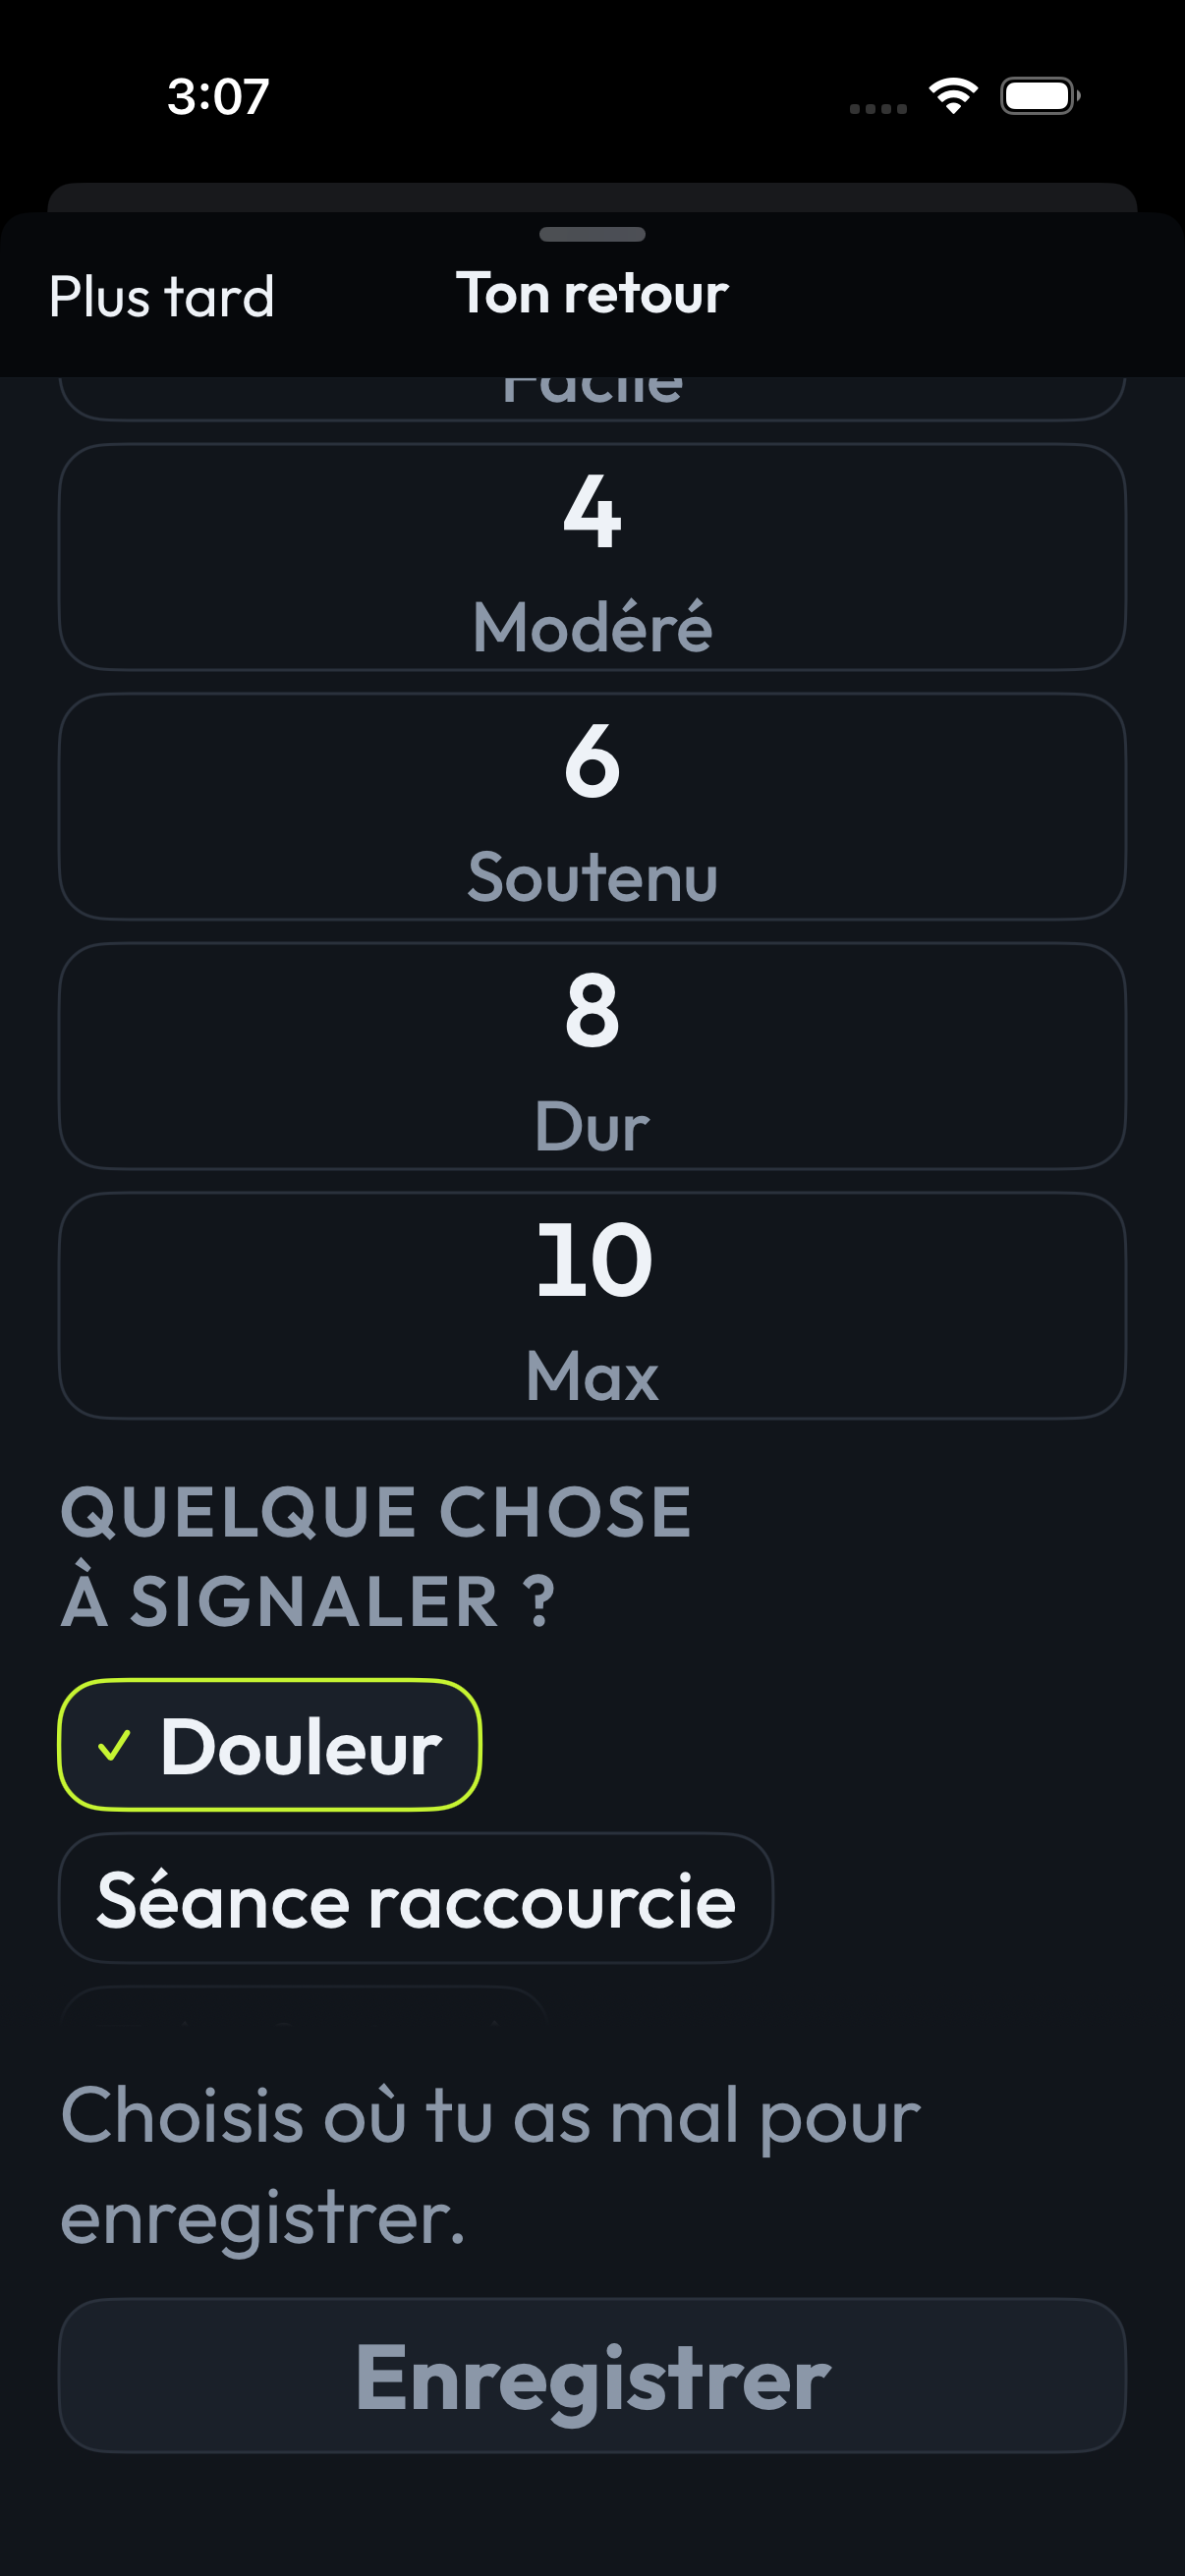 3:07
Plus tard
Ton retour
Facile
4
Modéré
6
Soutenu
8
Dur
10
Max
QUELQUE CHOSE
À SIGNALER ?
✓ Douleur
Séance raccourcie
Choisis où tu as mal pour
enregistrer.
Enregistrer